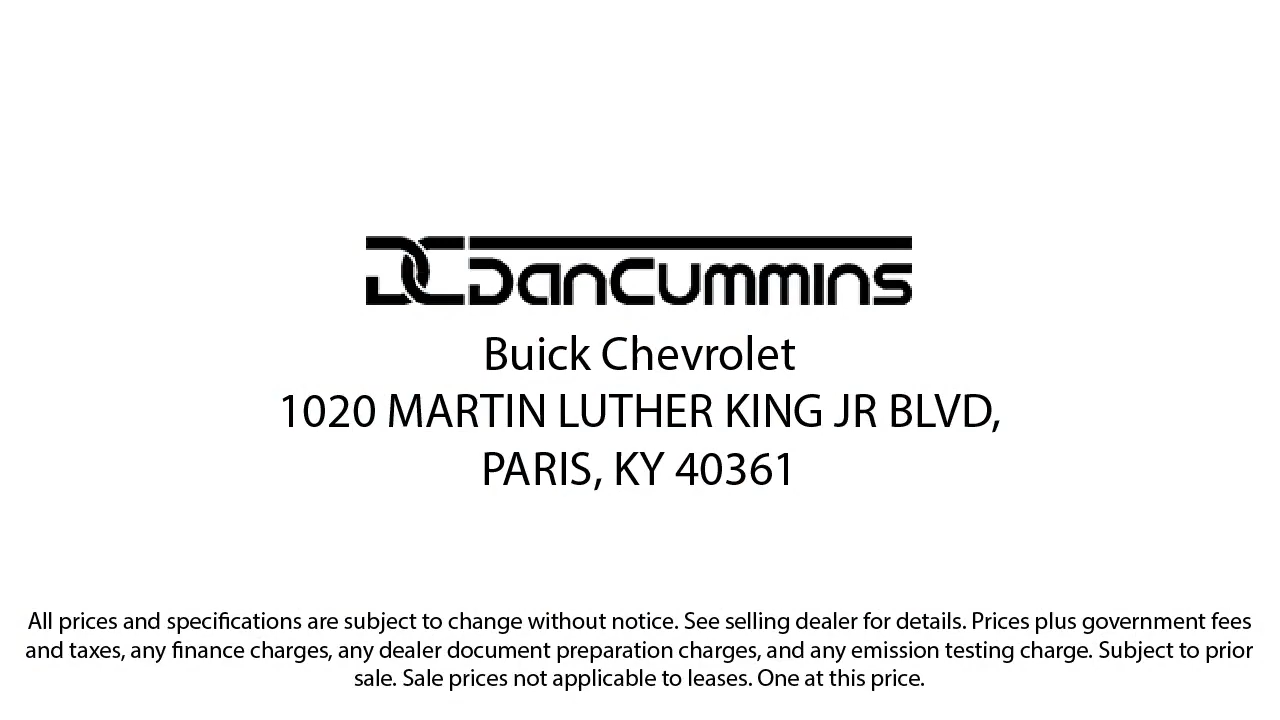 DC DanCummins
Buick Chevrolet
1020 MARTIN LUTHER KING JR BLVD,
PARIS, KY 40361
All prices and specifications are subject to change without notice. See selling dealer for details. Prices plus government fees
and taxes, any finance charges, any dealer document preparation charges, and any emission testing charge. Subject to prior
sale. Sale prices not applicable to leases. One at this price.